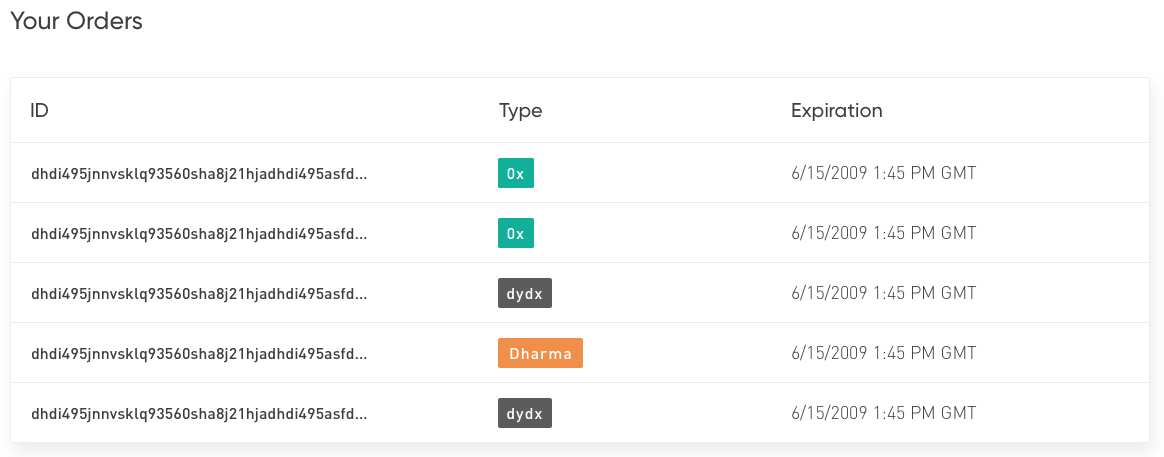 Your Orders
ID Type Expiration
dhdi495jnnvsklq93560sha8j21hjadhdi495asfd... 0x 6/15/2009 1:45 PM GMT
dhdi495jnnvsklq93560sha8j21hjadhdi495asfd... 0x 6/15/2009 1:45 PM GMT
dhdi495jnnvsklq93560sha8j21hjadhdi495asfd... dydx 6/15/2009 1:45 PM GMT
dhdi495jnnvsklq93560sha8j21hjadhdi495asfd... Dharma 6/15/2009 1:45 PM GMT
dhdi495jnnvsklq93560sha8j21hjadhdi495asfd... dydx 6/15/2009 1:45 PM GMT